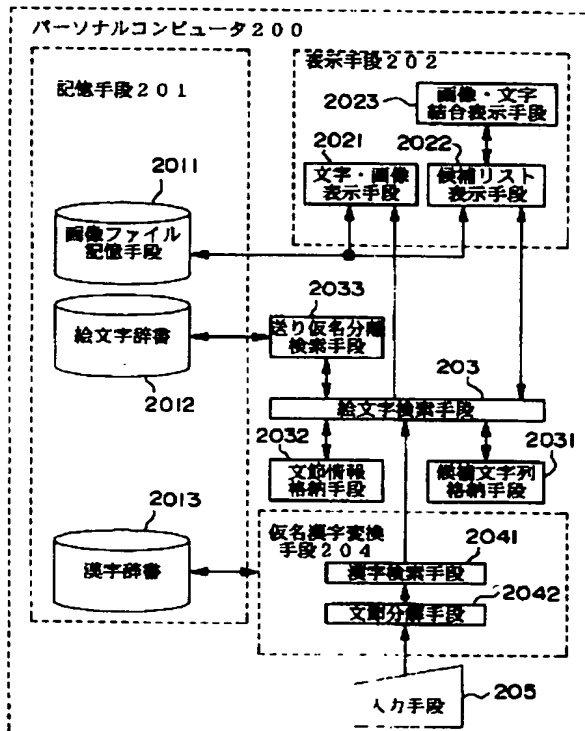 パーソナルコンピュータ200
記憶手段201
2011
画像ファイル
記憶手段
絵文字辞書
2012
2013
漢字辞書
表示手段202
2023
画像・文字
結合表示手段
2021
文字・画像
表示手段
2022
候補リスト
表示手段
2033
送り仮名分離
検索手段
203
絵文字検索手段
2032
文節情報
格納手段
2031
候補文字列
格納手段
仮名漢字変換
手段204
2041
漢字検索手段
2042
文節分解手段
205
入力手段